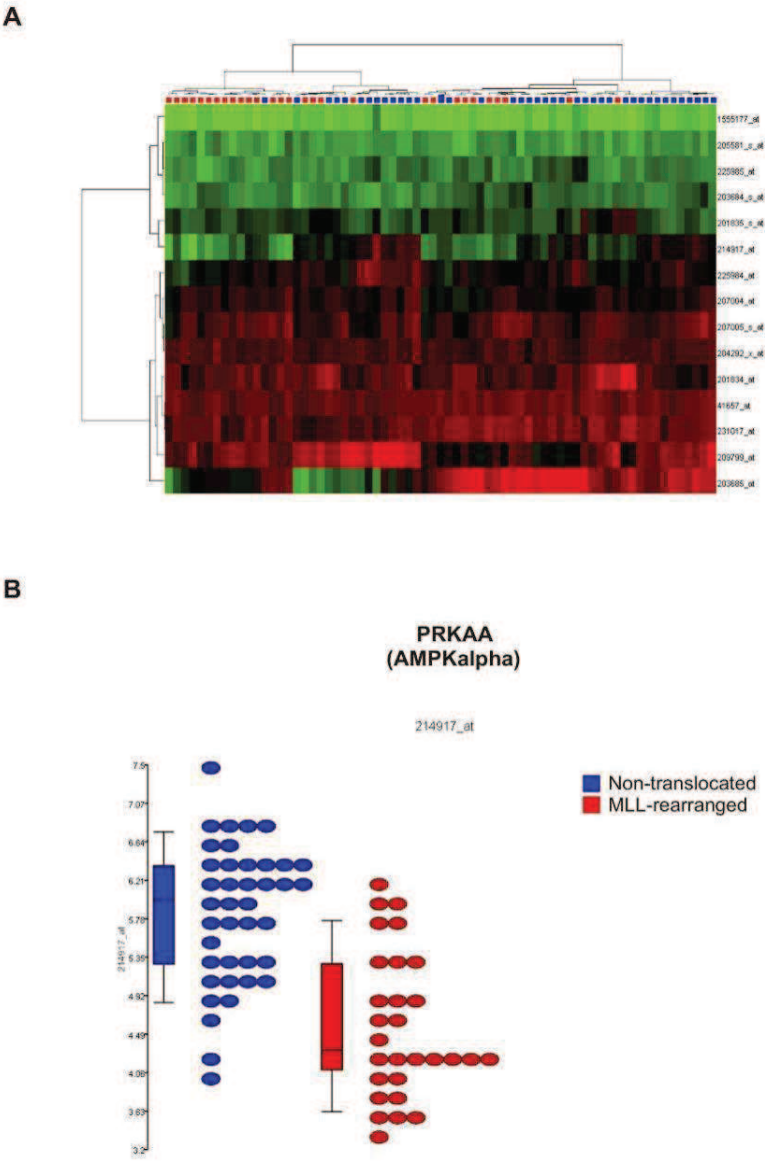 A
1555177_at
205581_s_at
225985_at
203684_s_at
201835_s_at
214917_at
225984_at
207004_at
207005_s_at
204292_x_at
201834_at
41657_at
231017_at
209799_at
203685_at
B
PRKAA
(AMPKalpha)
214917_at
Non-translocated
MLL-rearranged
7.5
7.07
6.64
6.21
5.78
5.35
4.92
4.49
4.06
3.63
3.2
214917_at